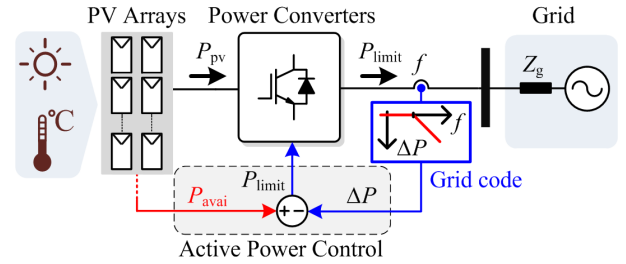 PV Arrays
Power Converters
Grid
P_pv
P_limit
f
Z_g
°C
f
ΔP
P_limit
Grid code
P_avai
+ −
ΔP
Active Power Control